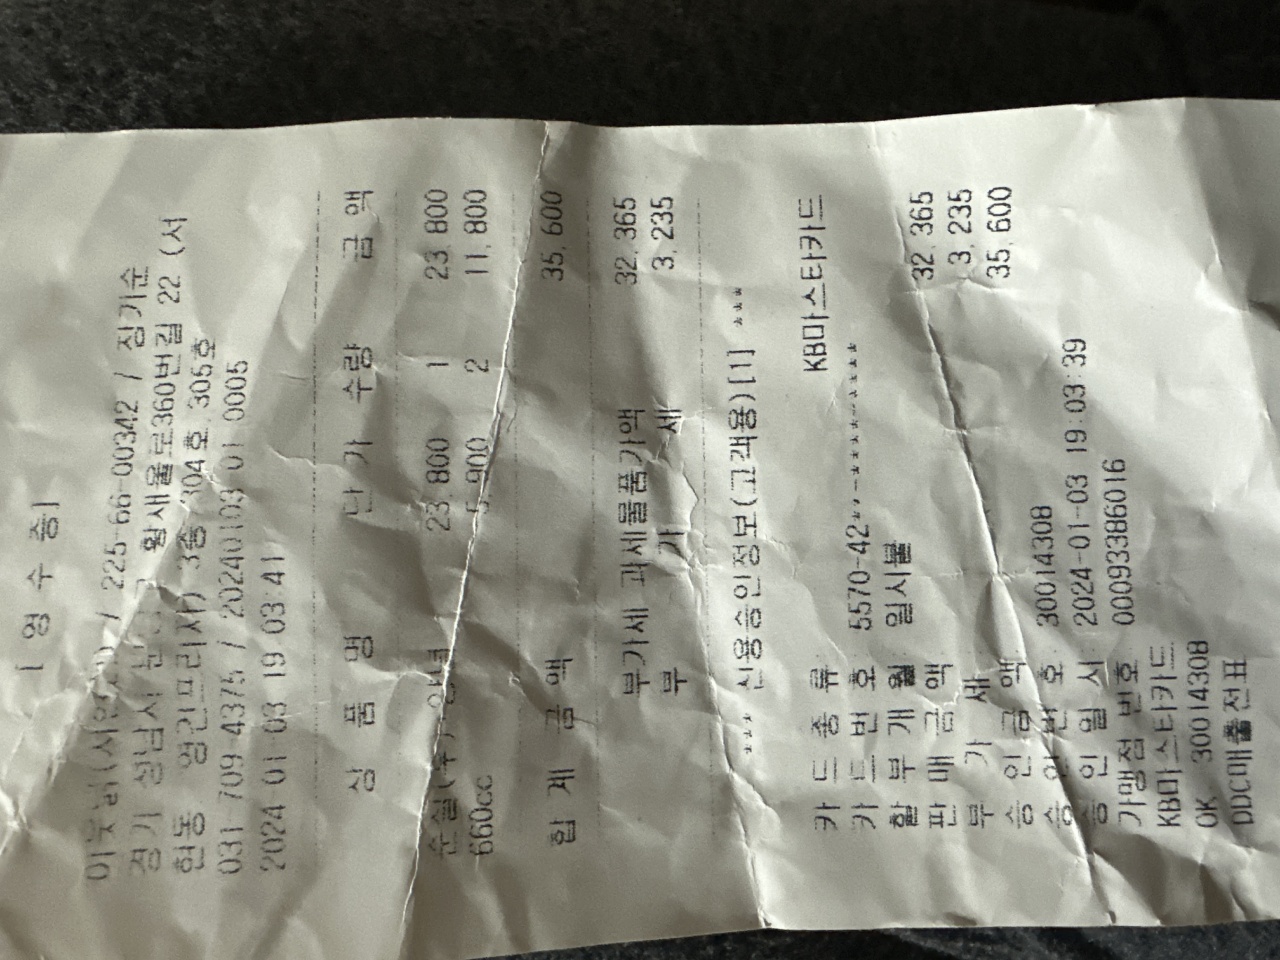 [ 영 수 증]
/ 225-66-00342 / 장기순
경기 성남시 분당구 황새울로360번길 22 (서
현동 영건프라자) 3층 304호 305호
031 709 4375 / 20240103 01 0005
2024 01 03 19 03:41
상 품 명 단 가 수량 금 액
23,800 1 23,800
660cc 5,900 2 11,800
합 계 금 액 35,600
부가세 과세물품가액 32,365
부 가 세 3,235
*** 신용승인정보(고객용)[1] ***
카 드 종 류 KB마스타카드
카 드 번 호 5570-42**-****-****
할 부 개 월 일시불
판 매 금 액 32,365
부 가 세 3,235
승 인 금 액 35,600
승 인 번 호 30014308
승 인 일 시 2024-01-03 19:03:39
가맹점 번호 00093386016
KB마스타카드
OK 30014308
DDC매출전표